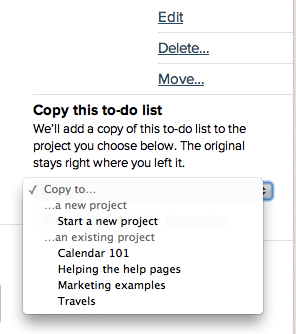 Edit
Delete...
Move...
Copy this to-do list
We'll add a copy of this to-do list to the
project you choose below. The original
stays right where you left it.
✓ Copy to...
...a new project
Start a new project
...an existing project
Calendar 101
Helping the help pages
Marketing examples
Travels